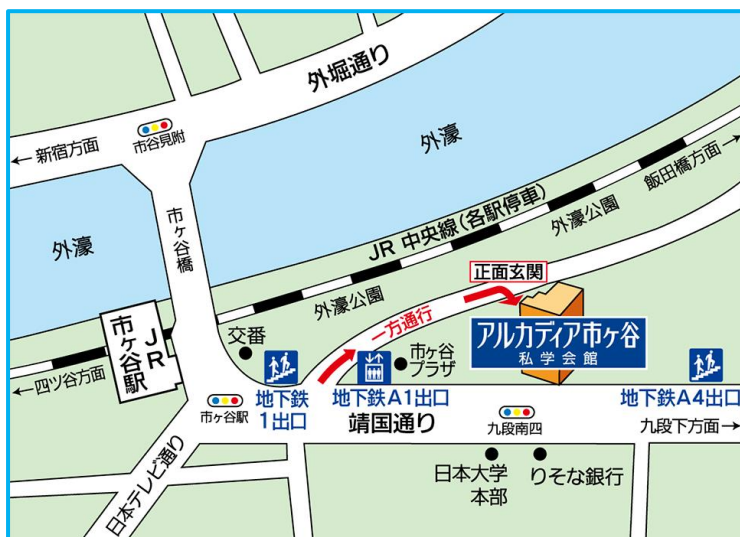 外堀通り
市谷見附
←新宿方面
外濠
飯田橋方面→
市ヶ谷橋
外濠
JR 中央線(各駅停車)
外濠公園
正面玄関
外濠公園
一方通行
アルカディア市ヶ谷
私学会館
JR
市ヶ谷駅
交番
市ヶ谷
プラザ
←四ツ谷方面
市ヶ谷駅
地下鉄
1出口
地下鉄A1出口
地下鉄A4出口
靖国通り
九段南四
九段下方面→
日本テレビ通り
日本大学
本部
りそな銀行